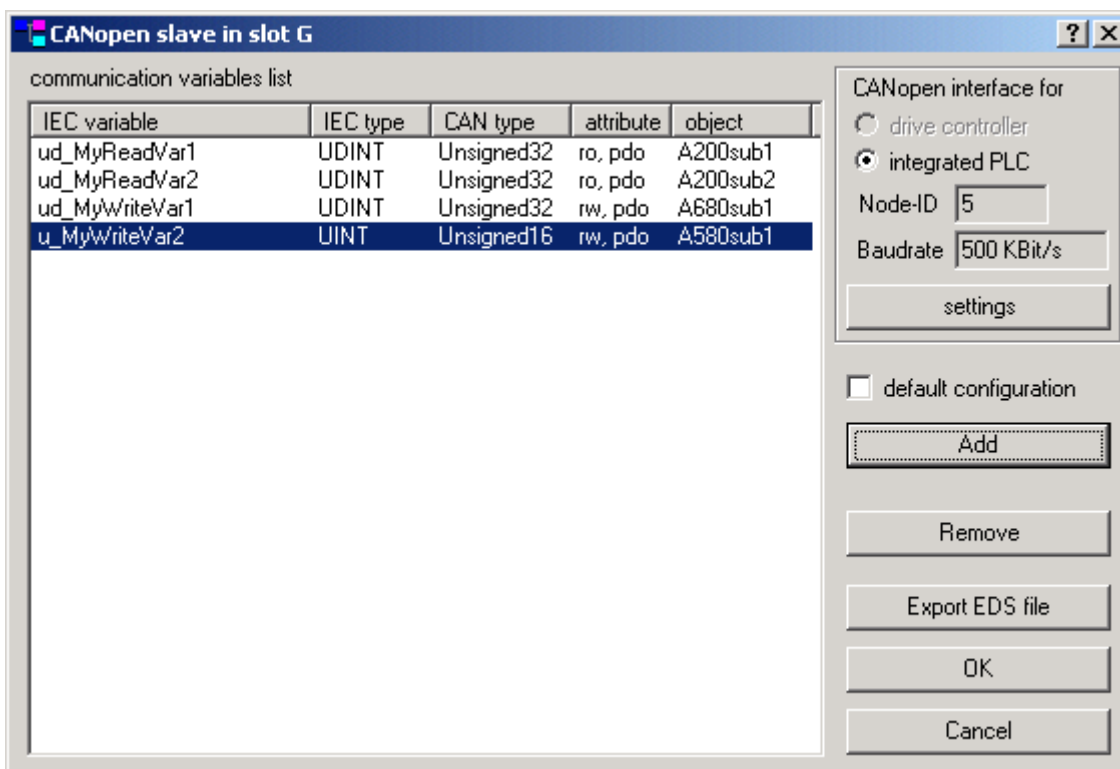 CANopen slave in slot G
communication variables list
IEC variable IEC type CAN type attribute object
ud_MyReadVar1 UDINT Unsigned32 ro, pdo A200sub1
ud_MyReadVar2 UDINT Unsigned32 ro, pdo A200sub2
ud_MyWriteVar1 UDINT Unsigned32 rw, pdo A680sub1
u_MyWriteVar2 UINT Unsigned16 rw, pdo A580sub1
CANopen interface for
drive controller
integrated PLC
Node-ID 5
Baudrate 500 KBit/s
settings
default configuration
Add
Remove
Export EDS file
OK
Cancel